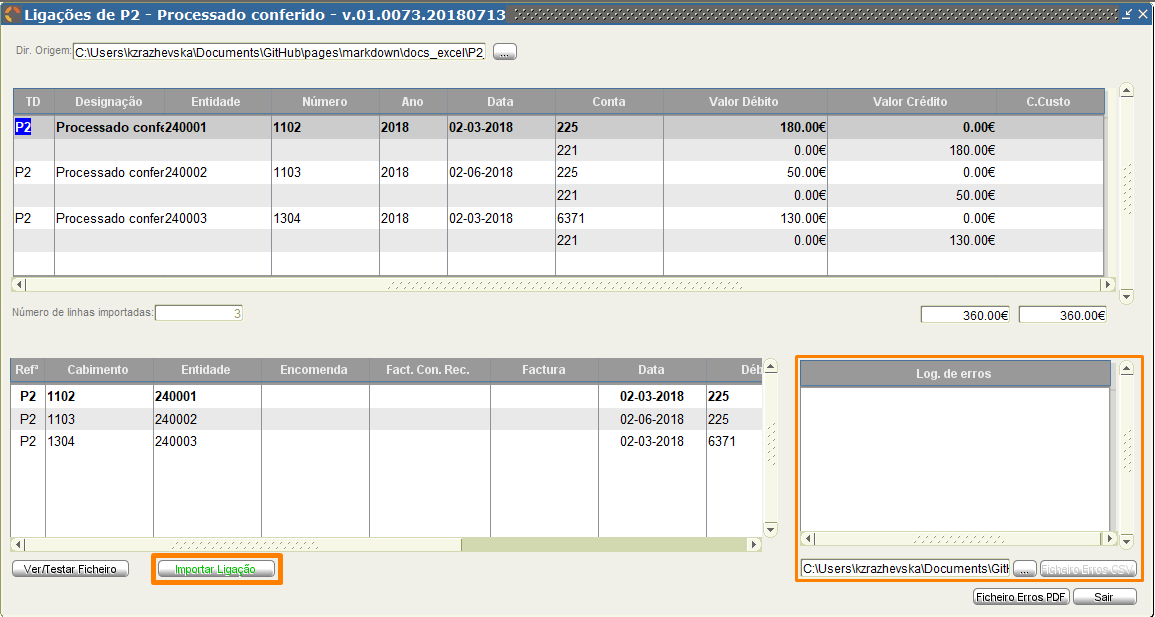 Ligações de P2 - Processado conferido - v.01.0073.20180713
Dir. Origem: C:\Users\kzrazhevska\Documents\GitHub\pages\markdown\docs_excel\P2 ...
TD Designação Entidade Número Ano Data Conta Valor Débito Valor Crédito C.Custo
P2 Processado confe 240001 1102 2018 02-03-2018 225 180.00€ 0.00€
221 0.00€ 180.00€
P2 Processado confer 240002 1103 2018 02-06-2018 225 50.00€ 0.00€
221 0.00€ 50.00€
P2 Processado confer 240003 1304 2018 02-03-2018 6371 130.00€ 0.00€
221 0.00€ 130.00€
Número de linhas importadas: 3 360.00€ 360.00€
Refª Cabimento Entidade Encomenda Fact. Con. Rec. Factura Data Déb
P2 1102 240001 02-03-2018 225
P2 1103 240002 02-06-2018 225
P2 1304 240003 02-03-2018 6371
Log. de erros
Ver/Testar Ficheiro Importar Ligação
C:\Users\kzrazhevska\Documents\GitH ... Ficheiro Erros CSV
Ficheiro Erros PDF Sair